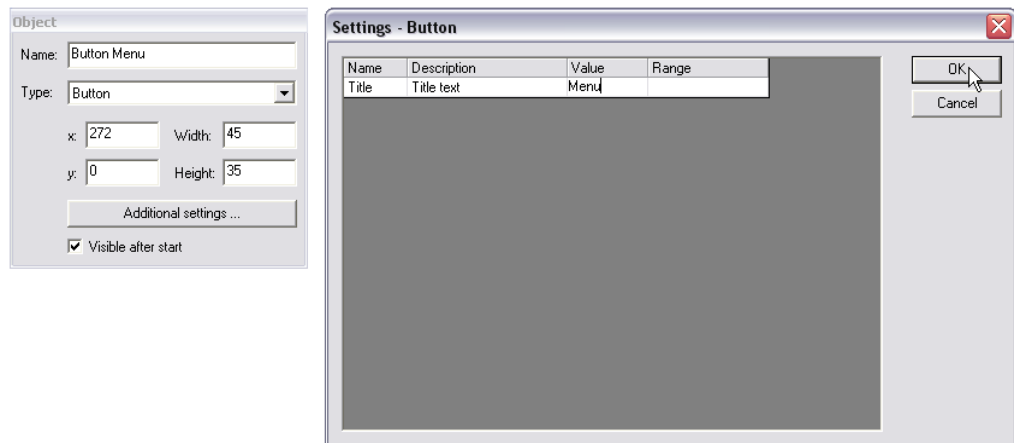 Object
Name: Button Menu
Type: Button
x: 272 Width: 45
y: 0 Height: 35
Additional settings ...
Visible after start
Settings - Button
Name Description Value Range
Title Title text Menu
OK
Cancel